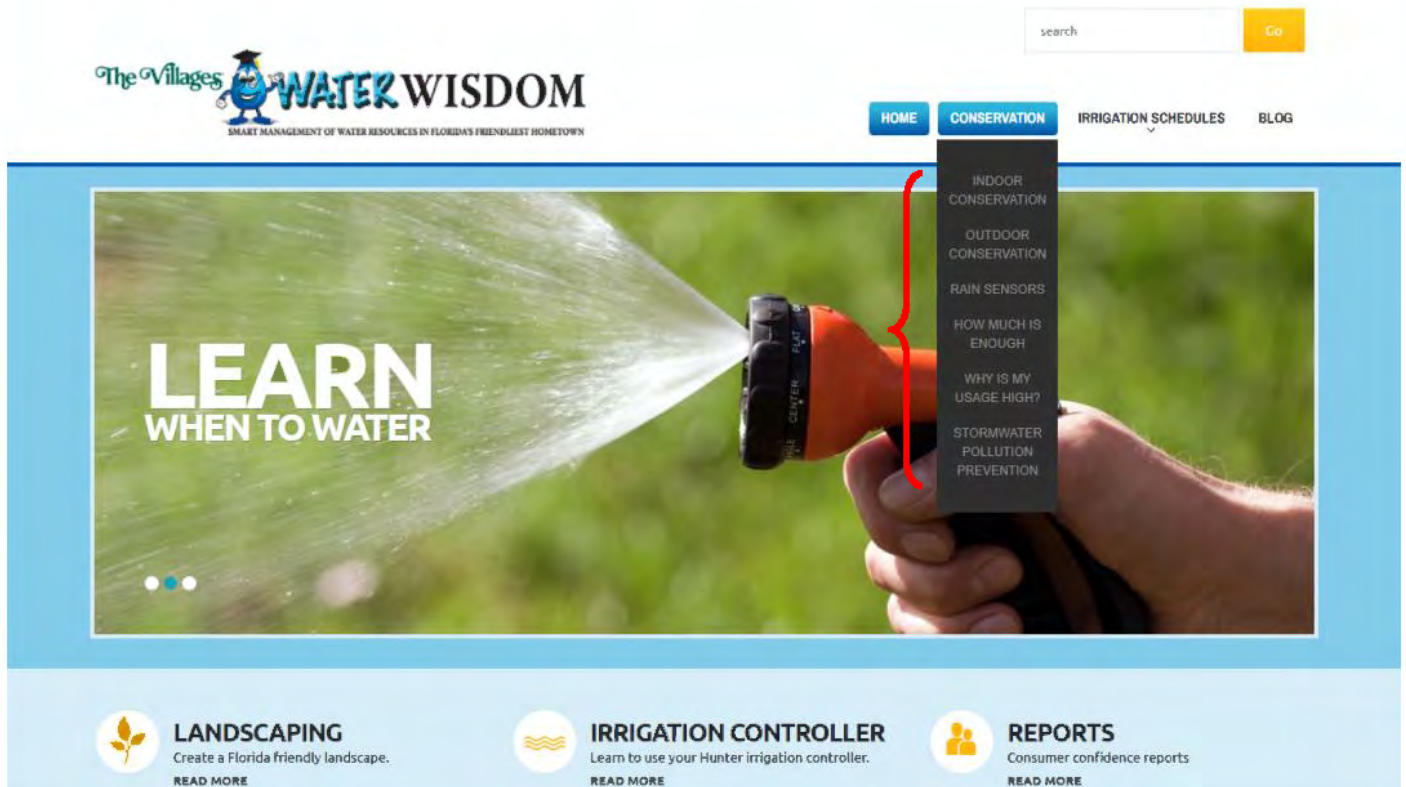 search
Go
The Villages WATER WISDOM
SMART MANAGEMENT OF WATER RESOURCES IN FLORIDA'S FRIENDLIEST HOMETOWN
HOME
CONSERVATION
IRRIGATION SCHEDULES
BLOG
INDOOR
CONSERVATION
OUTDOOR
CONSERVATION
RAIN SENSORS
HOW MUCH IS
ENOUGH
WHY IS MY
USAGE HIGH?
STORMWATER
POLLUTION
PREVENTION
LEARN
WHEN TO WATER
FLAT
CENTER
LANDSCAPING
Create a Florida friendly landscape.
READ MORE
IRRIGATION CONTROLLER
Learn to use your Hunter irrigation controller.
READ MORE
REPORTS
Consumer confidence reports
READ MORE